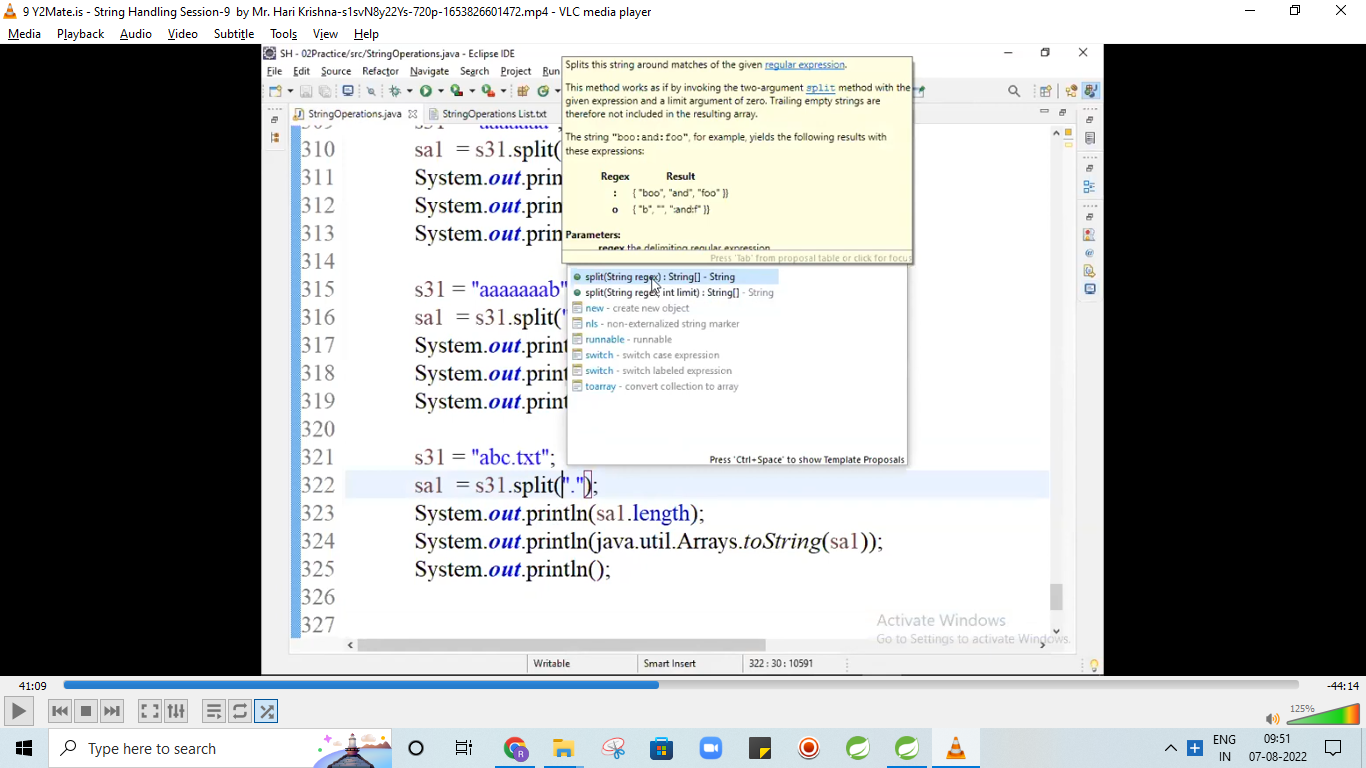 9 Y2Mate.is - String Handling Session-9 by Mr. Hari Krishna-s1svN8y22Ys-720p-1653826601472.mp4 - VLC media player
Media Playback Audio Video Subtitle Tools View Help
SH - 02Practice/src/StringOperations.java - Eclipse IDE
File Edit Source Refactor Navigate Search Project Run
StringOperations.java StringOperations List.txt
Splits this string around matches of the given regular expression.
This method works as if by invoking the two-argument split method with the
given expression and a limit argument of zero. Trailing empty strings are
therefore not included in the resulting array.
The string "boo:and:foo", for example, yields the following results with
these expressions:
Regex Result
: { "boo", "and", "foo" }}
o { "b", "", ":and:f" }}
Parameters:
regex the delimiting regular expression
Press 'Tab' from proposal table or click for focus
split(String regex) : String[] - String
split(String regex, int limit) : String[] - String
new - create new object
nls - non-externalized string marker
runnable - runnable
switch - switch case expression
switch - switch labeled expression
toarray - convert collection to array
Press 'Ctrl+Space' to show Template Proposals
309 s31 = "aaaaaaa";
310 sa1 = s31.split(
311 System.out.prin
312 System.out.prin
313 System.out.prin
314
315 s31 = "aaaaaaab"
316 sa1 = s31.split("
317 System.out.print
318 System.out.print
319 System.out.print
320
321 s31 = "abc.txt";
322 sa1 = s31.split(".");
323 System.out.println(sa1.length);
324 System.out.println(java.util.Arrays.toString(sa1));
325 System.out.println();
326
327
Activate Windows
Go to Settings to activate Windows.
Writable Smart Insert 322 : 30 : 10591
41:09 -44:14
125%
Type here to search
R
ENG
IN
09:51
07-08-2022